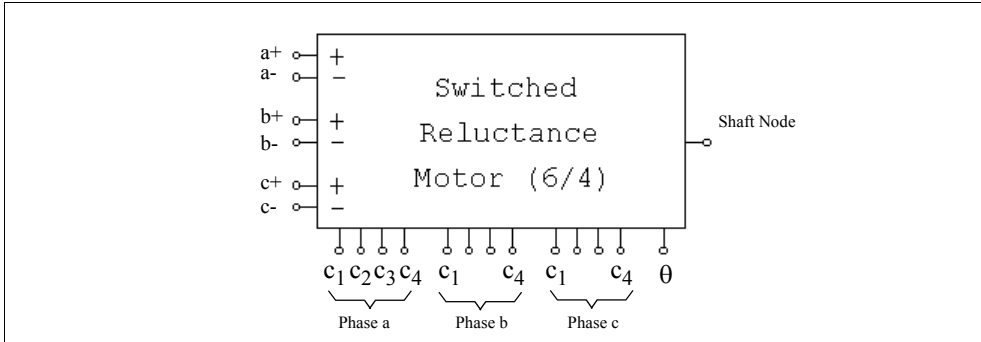 a+
+
a-
−
Switched
b+
+
Reluctance
Shaft Node
b-
−
Motor (6/4)
c+
+
c-
−
c1 c2 c3 c4 c1 c4 c1 c4 θ
Phase a Phase b Phase c